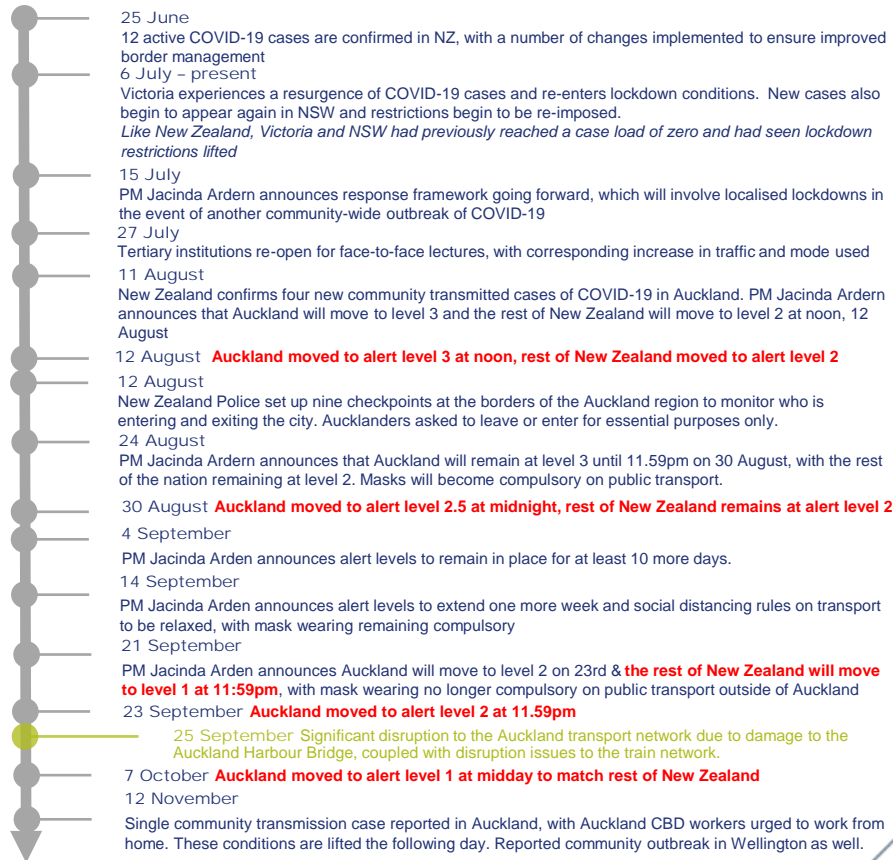 25 June
12 active COVID-19 cases are confirmed in NZ, with a number of changes implemented to ensure improved
border management
6 July – present
Victoria experiences a resurgence of COVID-19 cases and re-enters lockdown conditions. New cases also
begin to appear again in NSW and restrictions begin to be re-imposed.
Like New Zealand, Victoria and NSW had previously reached a case load of zero and had seen lockdown
restrictions lifted
15 July
PM Jacinda Ardern announces response framework going forward, which will involve localised lockdowns in
the event of another community-wide outbreak of COVID-19
27 July
Tertiary institutions re-open for face-to-face lectures, with corresponding increase in traffic and mode used
11 August
New Zealand confirms four new community transmitted cases of COVID-19 in Auckland. PM Jacinda Ardern
announces that Auckland will move to level 3 and the rest of New Zealand will move to level 2 at noon, 12
August
12 August Auckland moved to alert level 3 at noon, rest of New Zealand moved to alert level 2
12 August
New Zealand Police set up nine checkpoints at the borders of the Auckland region to monitor who is
entering and exiting the city. Aucklanders asked to leave or enter for essential purposes only.
24 August
PM Jacinda Ardern announces that Auckland will remain at level 3 until 11.59pm on 30 August, with the rest
of the nation remaining at level 2. Masks will become compulsory on public transport.
30 August Auckland moved to alert level 2.5 at midnight, rest of New Zealand remains at alert level 2
4 September
PM Jacinda Arden announces alert levels to remain in place for at least 10 more days.
14 September
PM Jacinda Arden announces alert levels to extend one more week and social distancing rules on transport
to be relaxed, with mask wearing remaining compulsory
21 September
PM Jacinda Arden announces Auckland will move to level 2 on 23rd & the rest of New Zealand will move
to level 1 at 11:59pm, with mask wearing no longer compulsory on public transport outside of Auckland
23 September Auckland moved to alert level 2 at 11.59pm
25 September Significant disruption to the Auckland transport network due to damage to the
Auckland Harbour Bridge, coupled with disruption issues to the train network.
7 October Auckland moved to alert level 1 at midday to match rest of New Zealand
12 November
Single community transmission case reported in Auckland, with Auckland CBD workers urged to work from
home. These conditions are lifted the following day. Reported community outbreak in Wellington as well.